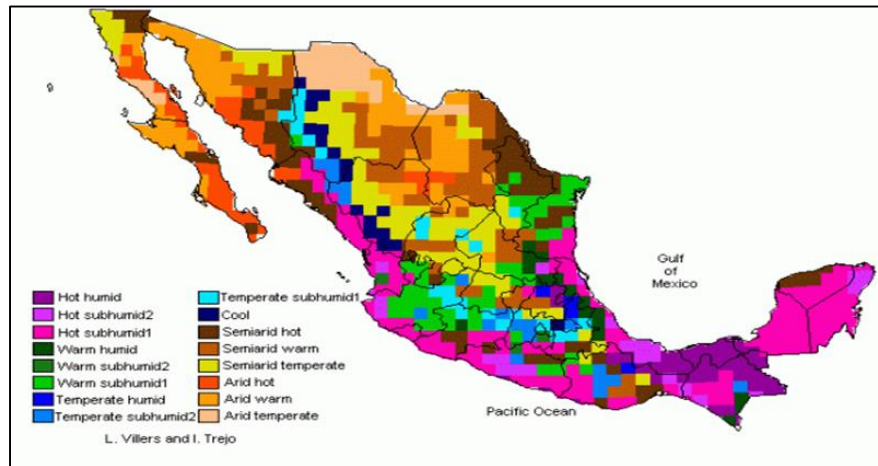 Gulf
of
Mexico
Hot humid
Hot subhumid2
Hot subhumid1
Warm humid
Warm subhumid2
Warm subhumid1
Temperate humid
Temperate subhumid2
Temperate subhumid1
Cool
Semiarid hot
Semiarid warm
Semiarid temperate
Arid hot
Arid warm
Arid temperate
Pacific Ocean
L. Villers and I. Trejo